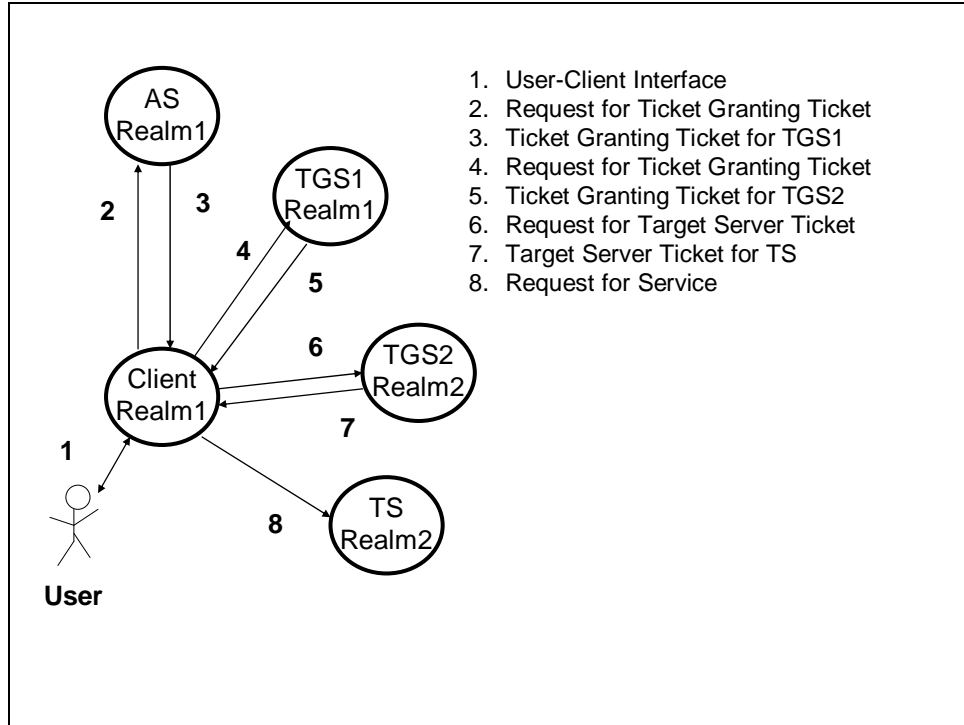 AS
Realm1
TGS1
Realm1
2
3
4
5
Client
Realm1
6
TGS2
Realm2
7
1
8
TS
Realm2
User
1. User-Client Interface
2. Request for Ticket Granting Ticket
3. Ticket Granting Ticket for TGS1
4. Request for Ticket Granting Ticket
5. Ticket Granting Ticket for TGS2
6. Request for Target Server Ticket
7. Target Server Ticket for TS
8. Request for Service